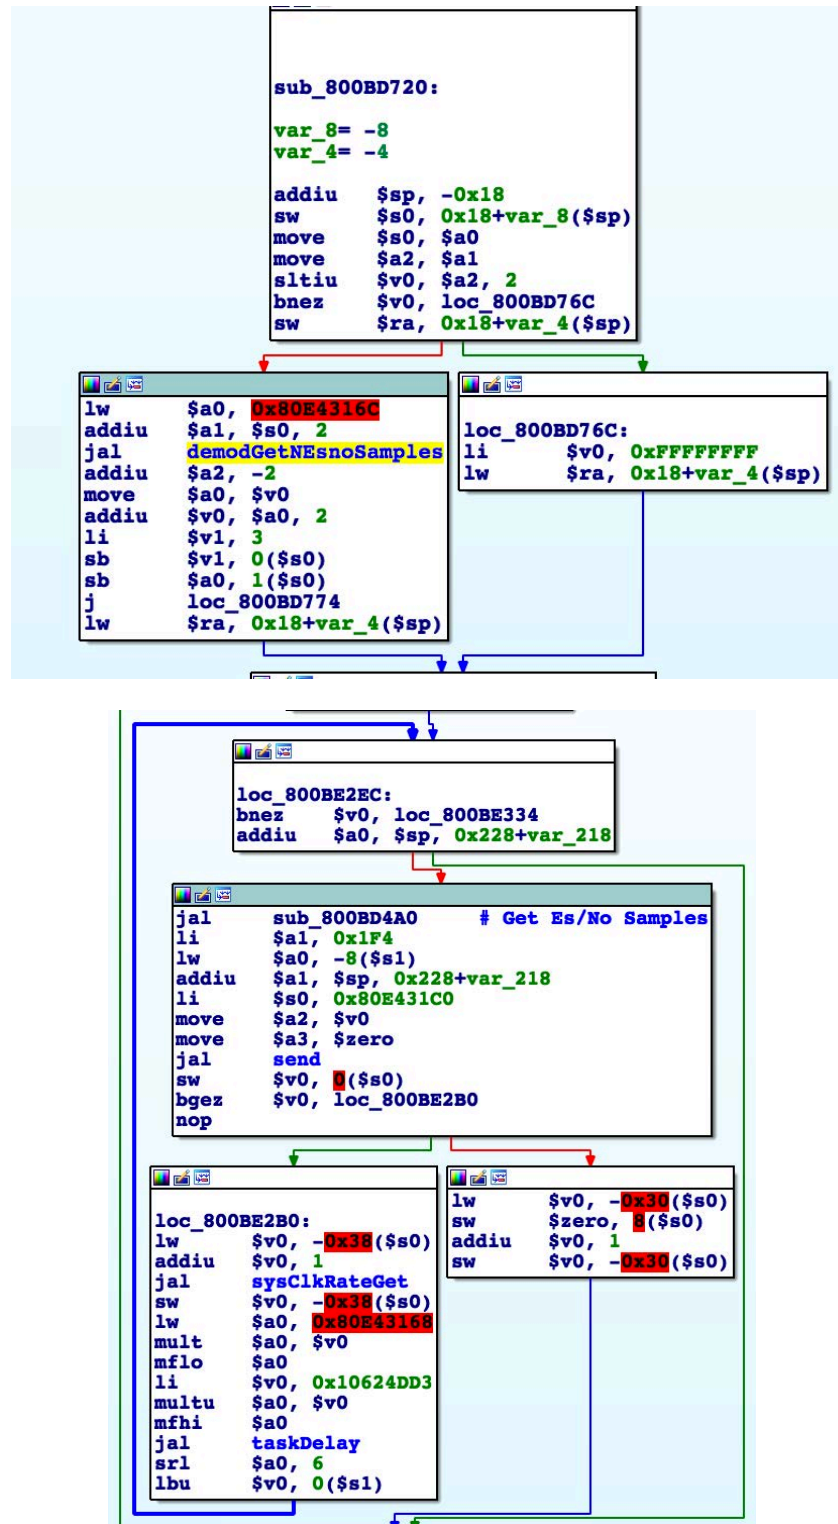 sub_800BD720:
var_8= -8
var_4= -4
addiu $sp, -0x18
sw $s0, 0x18+var_8($sp)
move $s0, $a0
move $a2, $a1
sltiu $v0, $a2, 2
bnez $v0, loc_800BD76C
sw $ra, 0x18+var_4($sp)
lw $a0, 0x80E4316C
addiu $a1, $s0, 2
jal demodGetNEsnoSamples
addiu $a2, -2
move $a0, $v0
addiu $v0, $a0, 2
li $v1, 3
sb $v1, 0($s0)
sb $a0, 1($s0)
j loc_800BD774
lw $ra, 0x18+var_4($sp)
loc_800BD76C:
li $v0, 0xFFFFFFFF
lw $ra, 0x18+var_4($sp)
loc_800BE2EC:
bnez $v0, loc_800BE334
addiu $a0, $sp, 0x228+var_218
jal sub_800BD4A0 # Get Es/No Samples
li $a1, 0x1F4
lw $a0, -8($s1)
addiu $a1, $sp, 0x228+var_218
li $s0, 0x80E431C0
move $a2, $v0
move $a3, $zero
jal send
sw $v0, 0($s0)
bgez $v0, loc_800BE2B0
nop
loc_800BE2B0:
lw $v0, -0x38($s0)
addiu $v0, 1
jal sysClkRateGet
sw $v0, -0x38($s0)
lw $a0, 0x80E43168
mult $a0, $v0
mflo $a0
li $v0, 0x10624DD3
multu $a0, $v0
mfhi $a0
jal taskDelay
srl $a0, 6
lbu $v0, 0($s1)
lw $v0, -0x30($s0)
sw $zero, 8($s0)
addiu $v0, 1
sw $v0, -0x30($s0)